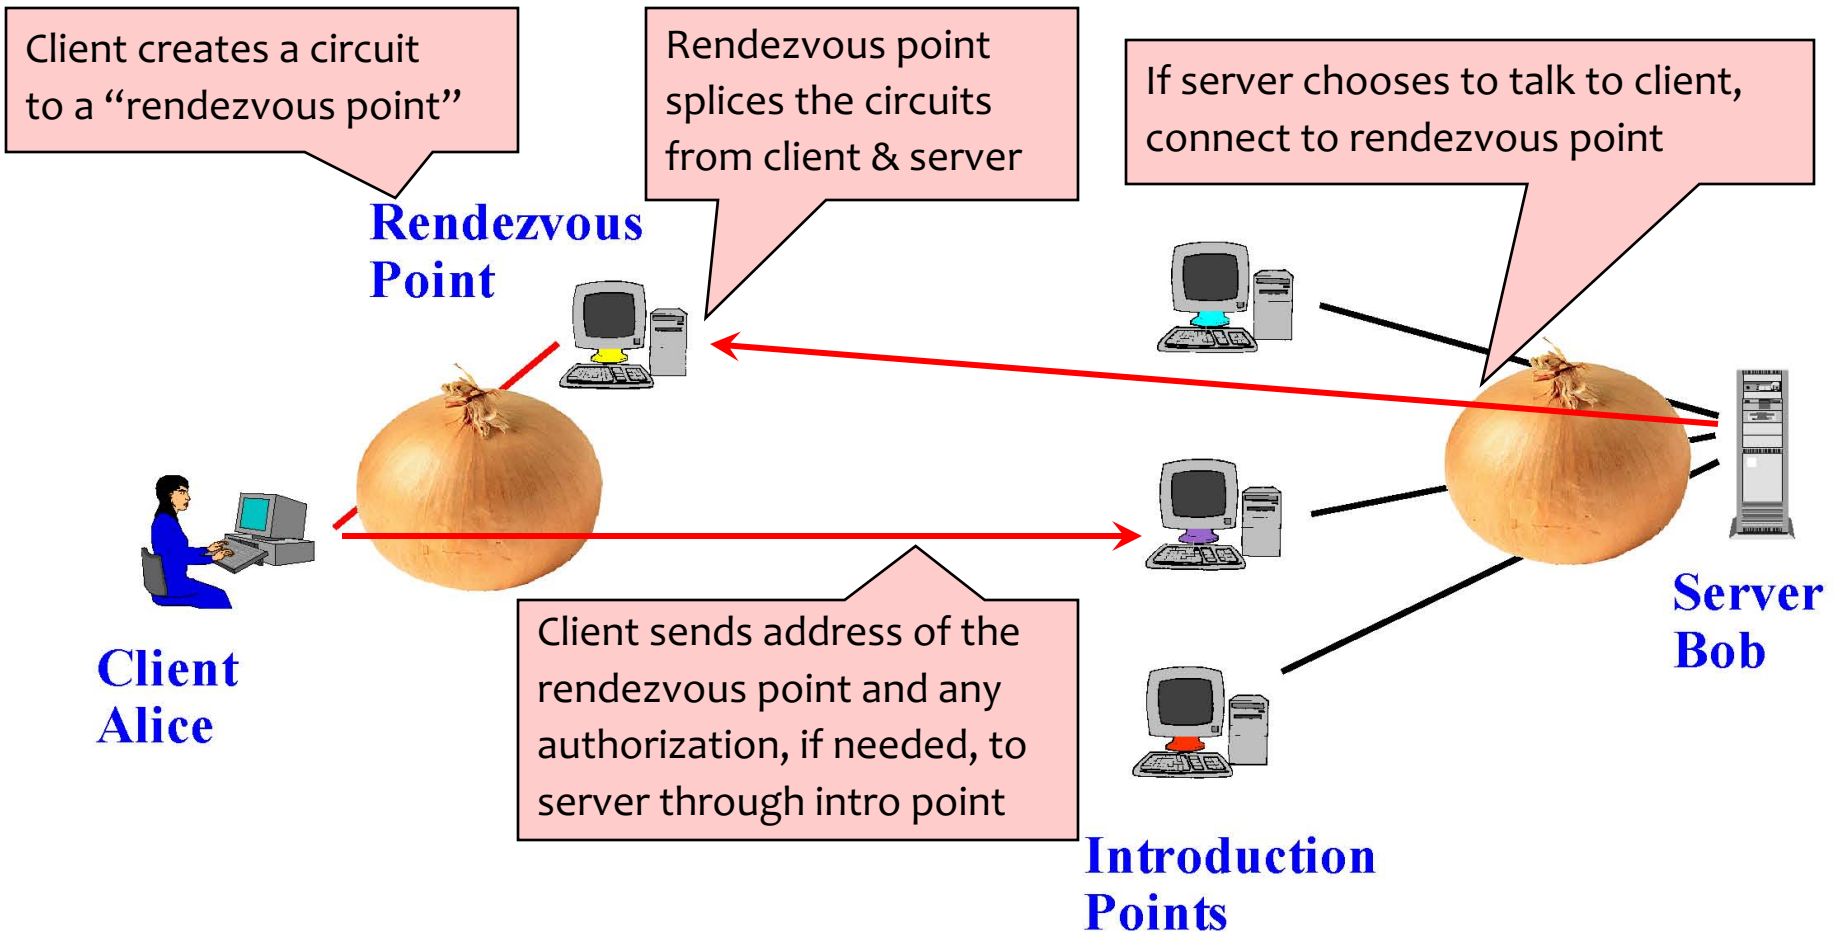 Client creates a circuit
to a “rendezvous point”
Rendezvous point
splices the circuits
from client & server
If server chooses to talk to client,
connect to rendezvous point
Rendezvous
Point
Client
Alice
Client sends address of the
rendezvous point and any
authorization, if needed, to
server through intro point
Server
Bob
Introduction
Points